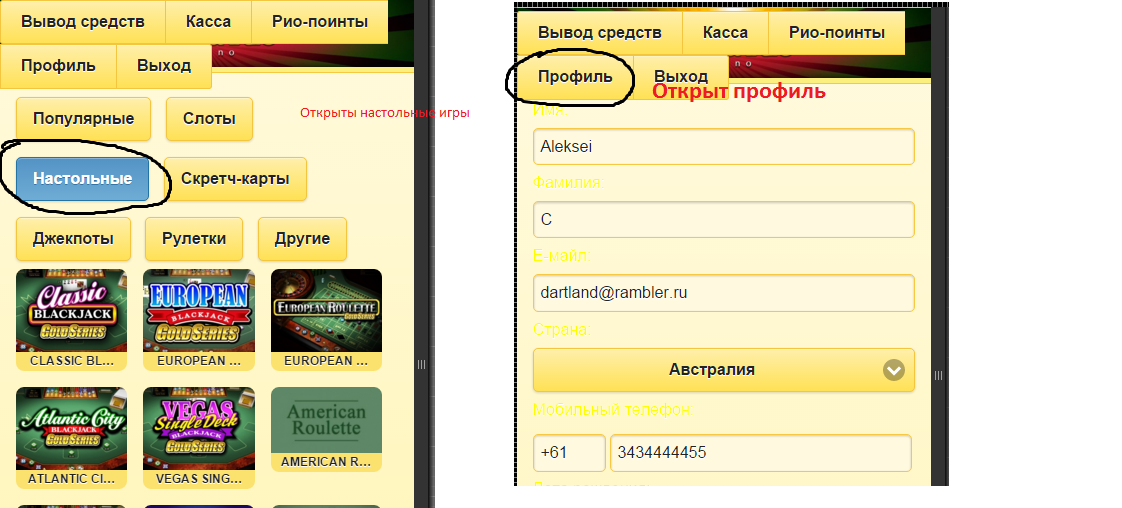 Вывод средств Касса Рио-поинты
n o
Профиль Выход
Популярные Слоты
Открыты настольные игры
Настольные Скретч-карты
Джекпоты Рулетки Другие
Classic
BLACKJACK
GOLD SERIES
EUROPEAN
BLACKJACK
GOLD SERIES
EUROPEAN ROULETTE
GOLD SERIES
CLASSIC BL... EUROPEAN ... EUROPEAN ...
Atlantic City
BLACKJACK
GOLD SERIES
VEGAS
Single Deck
BLACKJACK
GOLD SERIES
American
Roulette
ATLANTIC CI... VEGAS SING... AMERICAN R...
Вывод средств Касса Рио-поинты
n o
Профиль Выход
Открыт профиль
Имя:
Aleksei
Фамилия:
C
Е-майл:
dartland@rambler.ru
Страна:
Австралия
Мобильный телефон:
+61 3434444455